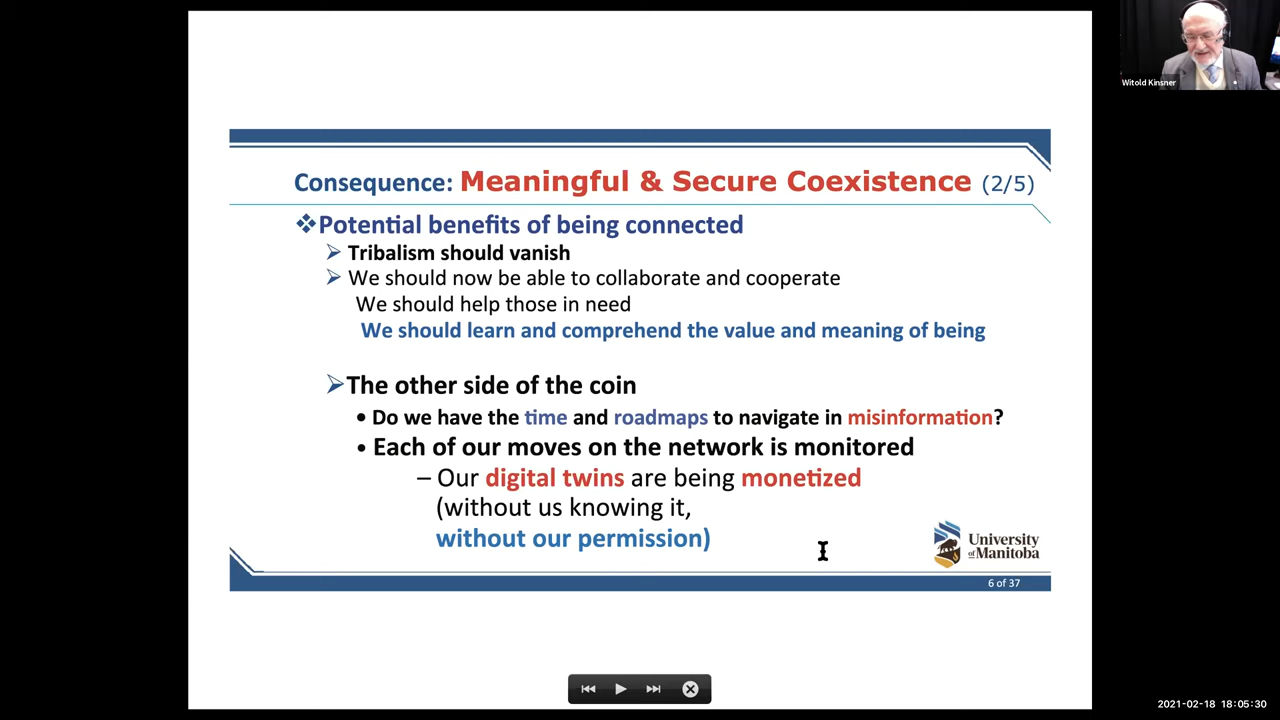 Witold Kinsner
Consequence: Meaningful & Secure Coexistence (2/5)
❖Potential benefits of being connected
➢ Tribalism should vanish
➢ We should now be able to collaborate and cooperate
We should help those in need
We should learn and comprehend the value and meaning of being
➢The other side of the coin
• Do we have the time and roadmaps to navigate in misinformation?
• Each of our moves on the network is monitored
– Our digital twins are being monetized
(without us knowing it,
without our permission)
University
of Manitoba
6 of 37
2021-02-18 18:05:30